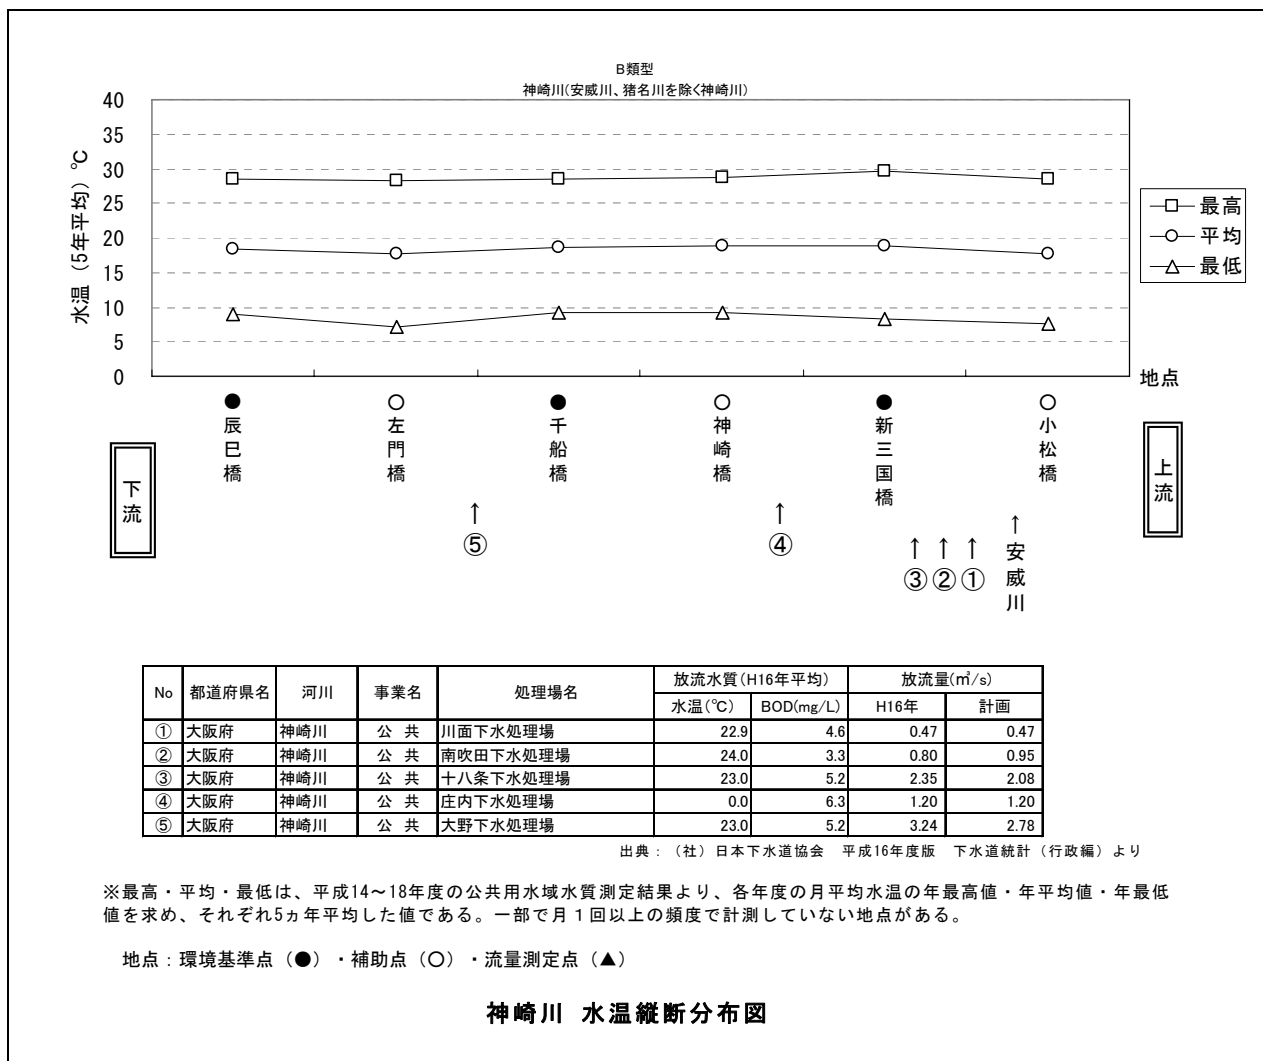 B類型
神崎川(安威川、猪名川を除く神崎川)
水温（5年平均）℃
40
35
30
25
20
15
10
5
0
最高
平均
最低
地点
● ○ ● ○ ● ○
辰巳橋
左門橋
千船橋
神崎橋
新三国橋
小松橋
下流
上流
↑ ↑ ↑ ↑ ↑ ↑
⑤ ④ ③ ② ① 安威川
No 都道府県名 河川 事業名 処理場名 放流水質(H16年平均) 放流量(㎥/s)
水温(℃) BOD(mg/L) H16年 計画
① 大阪府 神崎川 公 共 川面下水処理場 22.9 4.6 0.47 0.47
② 大阪府 神崎川 公 共 南吹田下水処理場 24.0 3.3 0.80 0.95
③ 大阪府 神崎川 公 共 十八条下水処理場 23.0 5.2 2.35 2.08
④ 大阪府 神崎川 公 共 庄内下水処理場 0.0 6.3 1.20 1.20
⑤ 大阪府 神崎川 公 共 大野下水処理場 23.0 5.2 3.24 2.78
出典：（社）日本下水道協会　平成16年度版　下水道統計（行政編）より
※最高・平均・最低は、平成14～18年度の公共用水域水質測定結果より、各年度の月平均水温の年最高値・年平均値・年最低
値を求め、それぞれ5ヵ年平均した値である。一部で月１回以上の頻度で計測していない地点がある。
地点：環境基準点（●）・補助点（○）・流量測定点（▲）
神崎川 水温縦断分布図